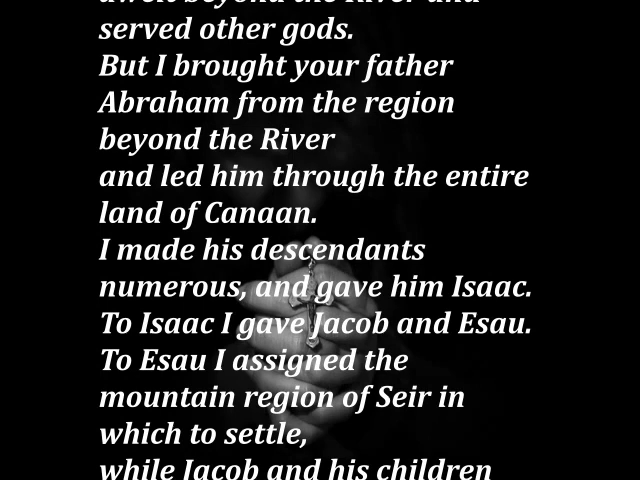 dwelt beyond the River and
served other gods.
But I brought your father
Abraham from the region
beyond the River
and led him through the entire
land of Canaan.
I made his descendants
numerous, and gave him Isaac.
To Isaac I gave Jacob and Esau.
To Esau I assigned the
mountain region of Seir in
which to settle,
while Jacob and his children